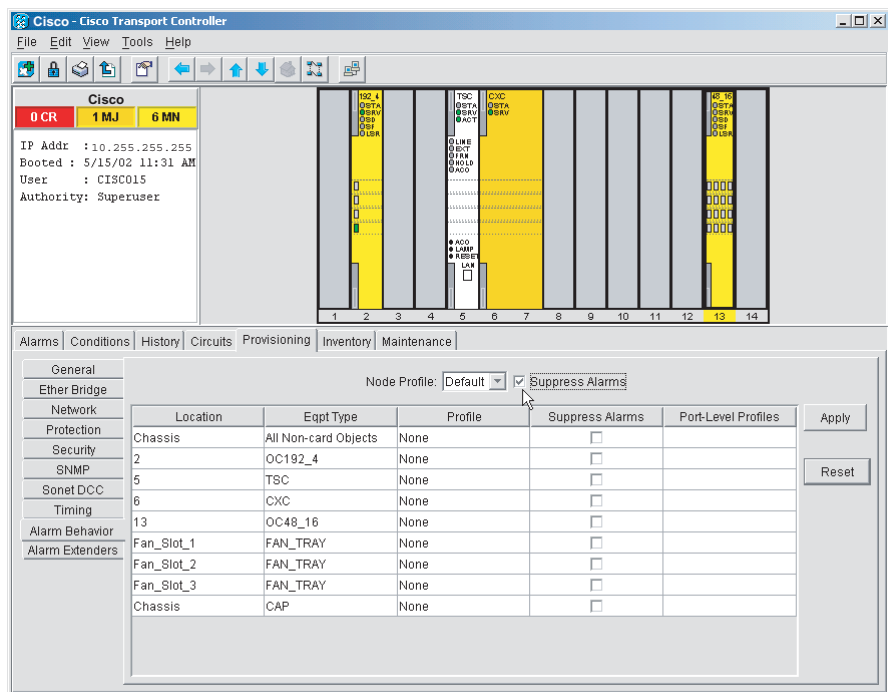 Cisco - Cisco Transport Controller
File Edit View Tools Help
Cisco
0 CR 1 MJ 6 MN
IP Addr :10.255.255.255
Booted : 5/15/02 11:31 AM
User : CISC015
Authority: Superuser
192_4
STA
SRV
SD
SF
LSR
TSC
STA
SRV
ACT
LINE
EXT
FRN
HOLD
ACO
ACO
LAMP
RESET
LAN
CXC
STA
SRV
48_16
STA
SRV
SD
SF
LSR
1 2 3 4 5 6 7 8 9 10 11 12 13 14
Alarms Conditions History Circuits Provisioning Inventory Maintenance
General
Ether Bridge
Network
Protection
Security
SNMP
Sonet DCC
Timing
Alarm Behavior
Alarm Extenders
Node Profile: Default Suppress Alarms
Location Eqpt Type Profile Suppress Alarms Port-Level Profiles
Chassis All Non-card Objects None
2 OC192_4 None
5 TSC None
6 CXC None
13 OC48_16 None
Fan_Slot_1 FAN_TRAY None
Fan_Slot_2 FAN_TRAY None
Fan_Slot_3 FAN_TRAY None
Chassis CAP None
Apply
Reset